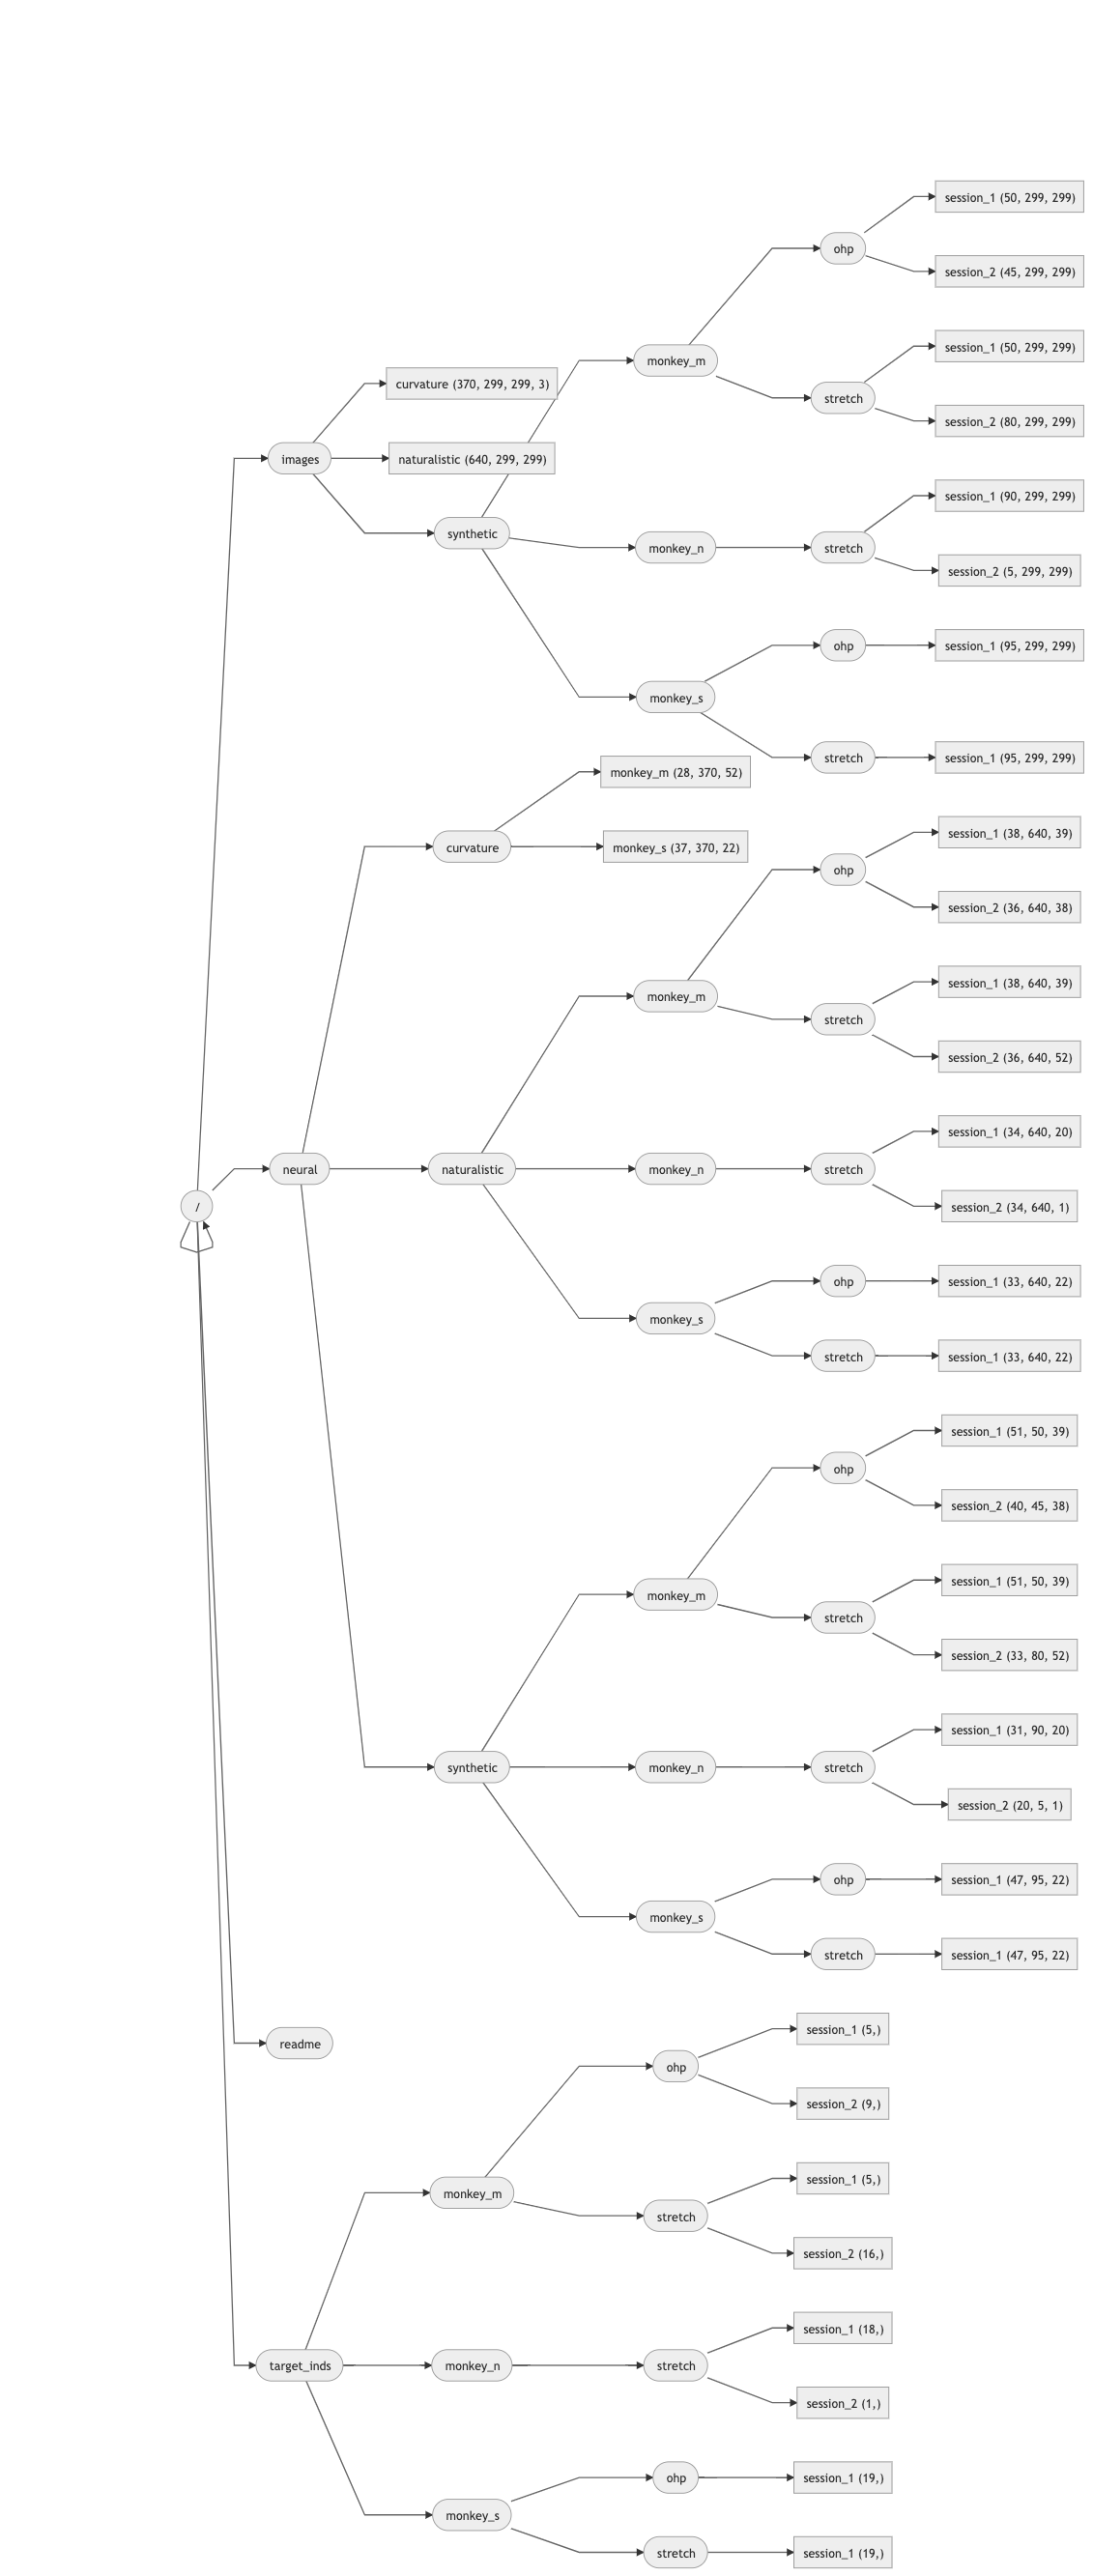 session_1 (50, 299, 299)
ohp
session_2 (45, 299, 299)
session_1 (50, 299, 299)
monkey_m
curvature (370, 299, 299, 3)
stretch
session_2 (80, 299, 299)
images
naturalistic (640, 299, 299)
session_1 (90, 299, 299)
synthetic
monkey_n
stretch
session_2 (5, 299, 299)
ohp
session_1 (95, 299, 299)
monkey_s
stretch
session_1 (95, 299, 299)
monkey_m (28, 370, 52)
session_1 (38, 640, 39)
curvature
monkey_s (37, 370, 22)
ohp
session_2 (36, 640, 38)
session_1 (38, 640, 39)
monkey_m
stretch
session_2 (36, 640, 52)
session_1 (34, 640, 20)
neural
naturalistic
monkey_n
stretch
/
session_2 (34, 640, 1)
ohp
session_1 (33, 640, 22)
monkey_s
stretch
session_1 (33, 640, 22)
session_1 (51, 50, 39)
ohp
session_2 (40, 45, 38)
session_1 (51, 50, 39)
monkey_m
stretch
session_2 (33, 80, 52)
session_1 (31, 90, 20)
synthetic
monkey_n
stretch
session_2 (20, 5, 1)
ohp
session_1 (47, 95, 22)
monkey_s
stretch
session_1 (47, 95, 22)
session_1 (5,)
readme
ohp
session_2 (9,)
session_1 (5,)
monkey_m
stretch
session_2 (16,)
session_1 (18,)
target_inds
monkey_n
stretch
session_2 (1,)
ohp
session_1 (19,)
monkey_s
stretch
session_1 (19,)